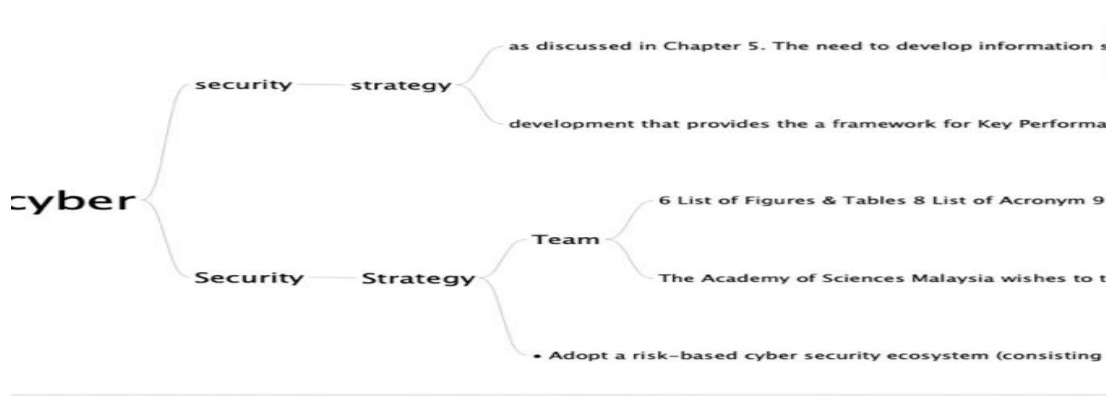 as discussed in Chapter 5. The need to develop information s
security strategy
development that provides the a framework for Key Performa
cyber
6 List of Figures & Tables 8 List of Acronym 9
Team
The Academy of Sciences Malaysia wishes to t
Security Strategy
• Adopt a risk-based cyber security ecosystem (consisting